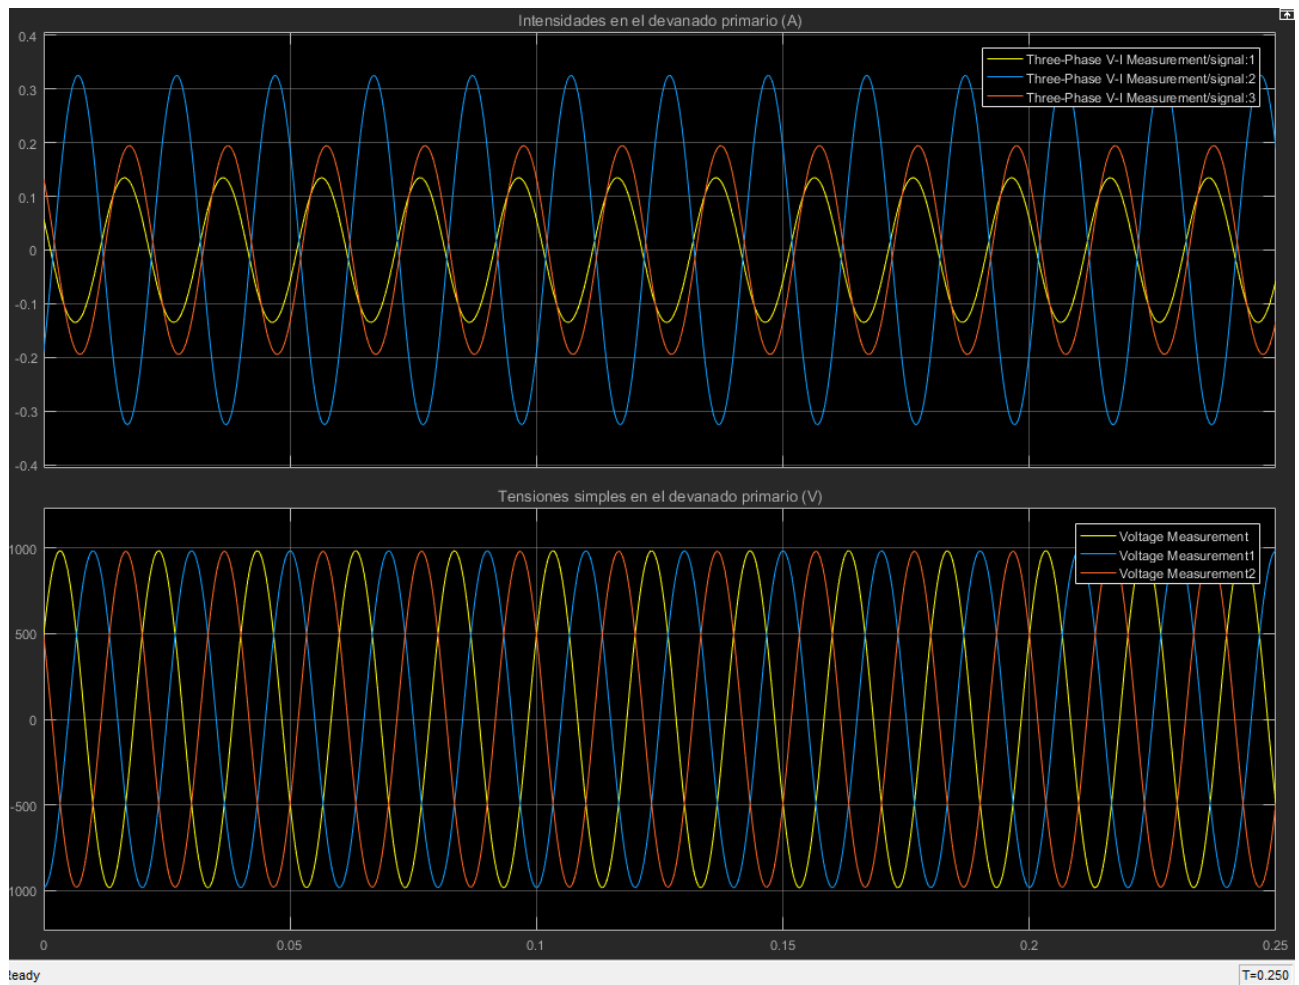 Intensidades en el devanado primario (A)
0.4
0.3
0.2
0.1
0
-0.1
-0.2
-0.3
-0.4
Three-Phase V-I Measurement/signal:1
Three-Phase V-I Measurement/signal:2
Three-Phase V-I Measurement/signal:3
Tensiones simples en el devanado primario (V)
1000
500
0
-500
1000
Voltage Measurement
Voltage Measurement1
Voltage Measurement2
0
0.05
0.1
0.15
0.2
0.25
eady
T=0.250